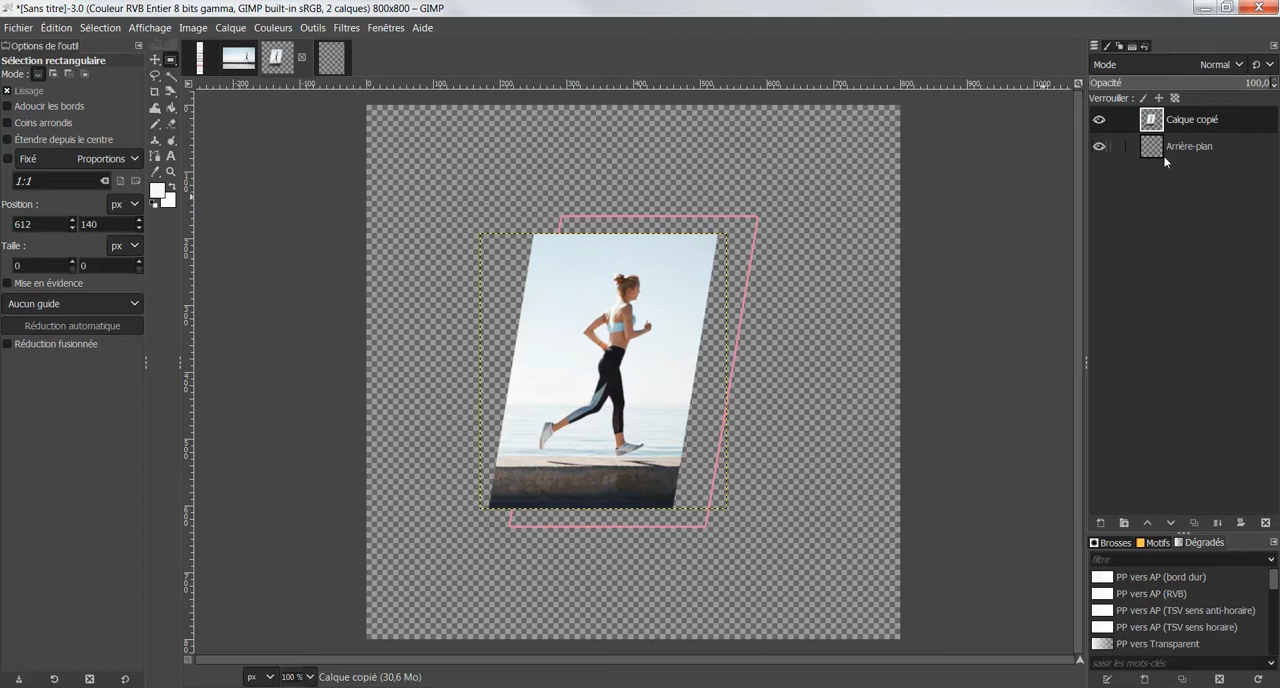 *[Sans titre]-3.0 (Couleur RVB Entier 8 bits gamma, GIMP built-in sRGB, 2 calques) 800x800 – GIMP
Fichier Édition Sélection Affichage Image Calque Couleurs Outils Filtres Fenêtres Aide
Options de l'outil
Sélection rectangulaire
Mode :
Lissage
Adoucir les bords
Coins arrondis
Étendre depuis le centre
Fixé Proportions
1:1
Position : px
612 140
Taille : px
0 0
Mise en évidence
Aucun guide
Réduction automatique
Réduction fusionnée
px 100 % Calque copié (30,6 Mo)
Mode Normal
Opacité 100,0
Verrouiller :
Calque copié
Arrière-plan
Brosses Motifs Dégradés
filtre
PP vers AP (bord dur)
PP vers AP (RVB)
PP vers AP (TSV sens anti-horaire)
PP vers AP (TSV sens horaire)
PP vers Transparent
saisir les mots-clés